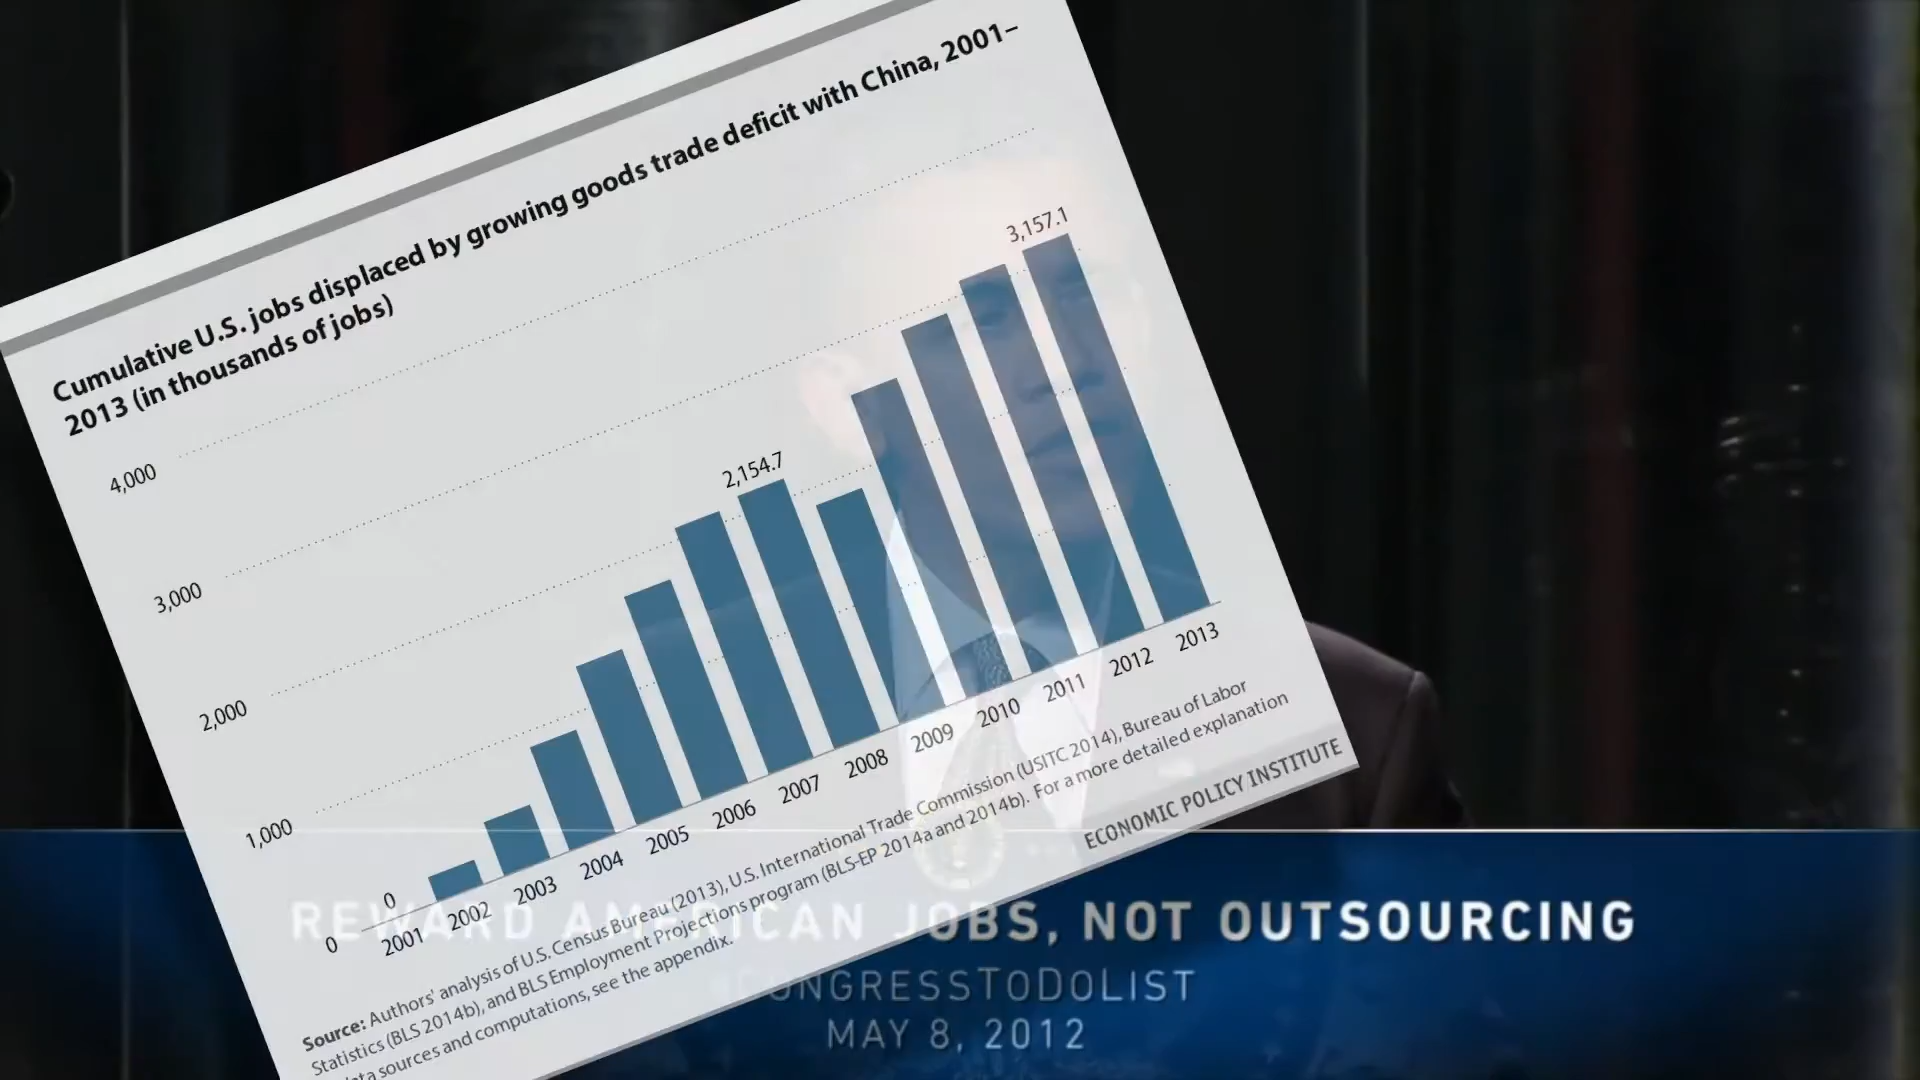 Cumulative U.S. jobs displaced by growing goods trade deficit with China, 2001–
2013 (in thousands of jobs)
4,000
3,000
2,000
1,000
0
0
2,154.7
3,157.1
2001
2002
2003
2004
2005
2006
2007
2008
2009
2010
2011
2012
2013
Source: Authors' analysis of U.S. Census Bureau (2013), U.S. International Trade Commission (USITC 2014), Bureau of Labor
Statistics (BLS 2014b), and BLS Employment Projections program (BLS-EP 2014a and 2014b). For a more detailed explanation
sources and computations, see the appendix.
ECONOMIC POLICY INSTITUTE
REWARD AMERICAN JOBS, NOT OUTSOURCING
CONGRESSTODOLIST
MAY 8, 2012